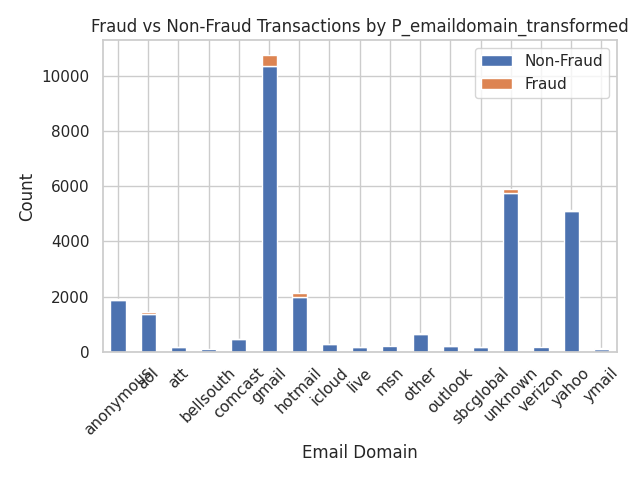 Fraud vs Non-Fraud Transactions by P_emaildomain_transformed
Non-Fraud
Fraud
Count
10000
8000
6000
4000
2000
0
anonymous
aol
att
bellsouth
comcast
gmail
hotmail
icloud
live
msn
other
outlook
sbcglobal
unknown
verizon
yahoo
ymail
Email Domain